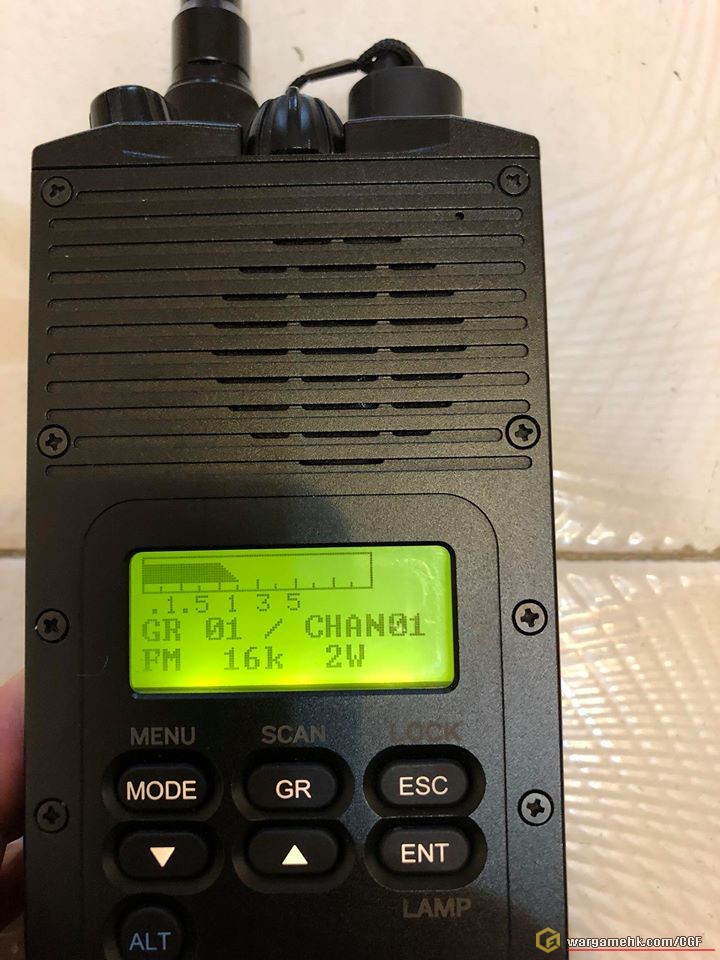 .1.5 1 3 5
GR 01 / CHAN01
FM 16k 2W
MENU SCAN LOCK
MODE GR ESC
ENT
LAMP
ALT
wargamehk.com/CGF